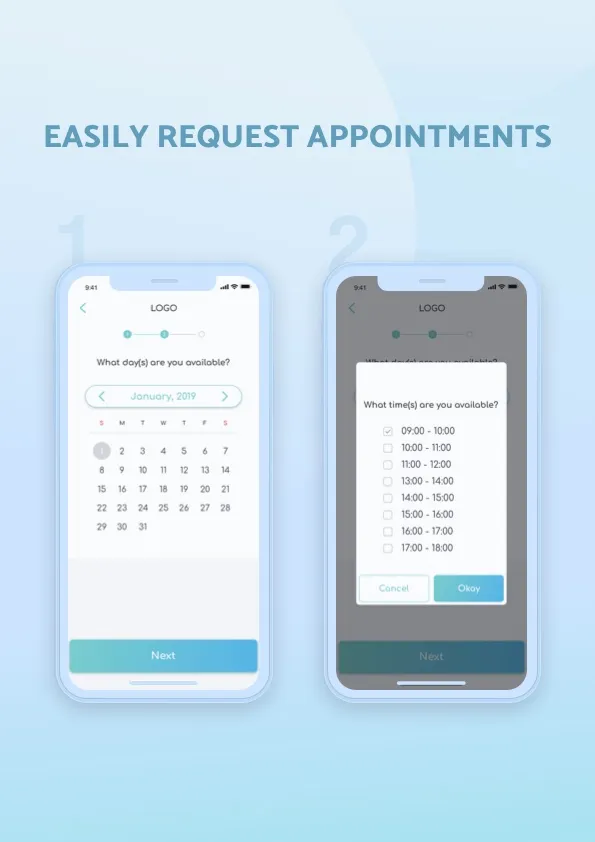 EASILY REQUEST APPOINTMENTS
1
9:41
LOGO
1 2
What day(s) are you available?
January, 2019
S M T W T F S
1 2 3 4 5 6 7
8 9 10 11 12 13 14
15 16 17 18 19 20 21
22 23 24 25 26 27 28
29 30 31
Next
2
9:41
LOGO
1 2
What day(s) are you available?
What time(s) are you available?
09:00 - 10:00
10:00 - 11:00
11:00 - 12:00
13:00 - 14:00
14:00 - 15:00
15:00 - 16:00
16:00 - 17:00
17:00 - 18:00
Cancel Okay
Next